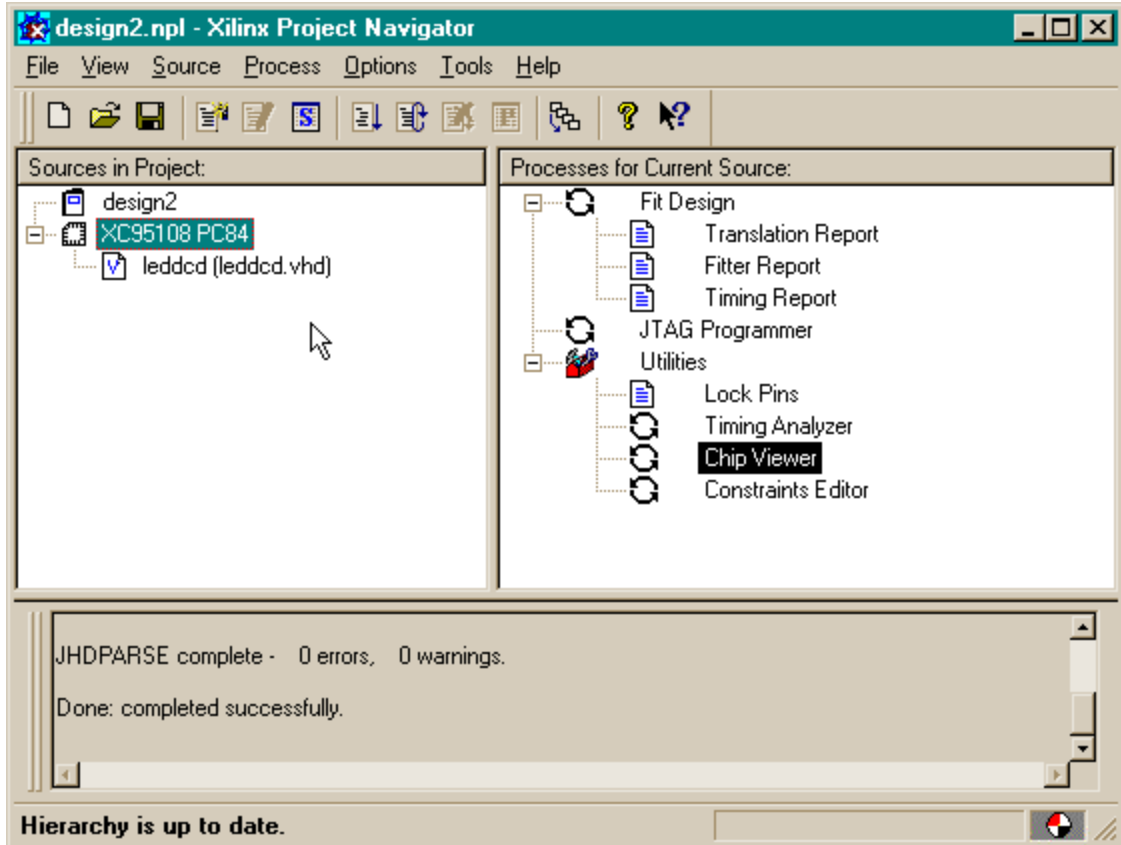 design2.npl - Xilinx Project Navigator
File View Source Process Options Tools Help
Sources in Project:
design2
XC95108 PC84
leddcd (leddcd.vhd)
Processes for Current Source:
Fit Design
Translation Report
Fitter Report
Timing Report
JTAG Programmer
Utilities
Lock Pins
Timing Analyzer
Chip Viewer
Constraints Editor
JHDPARSE complete - 0 errors, 0 warnings.
Done: completed successfully.
Hierarchy is up to date.